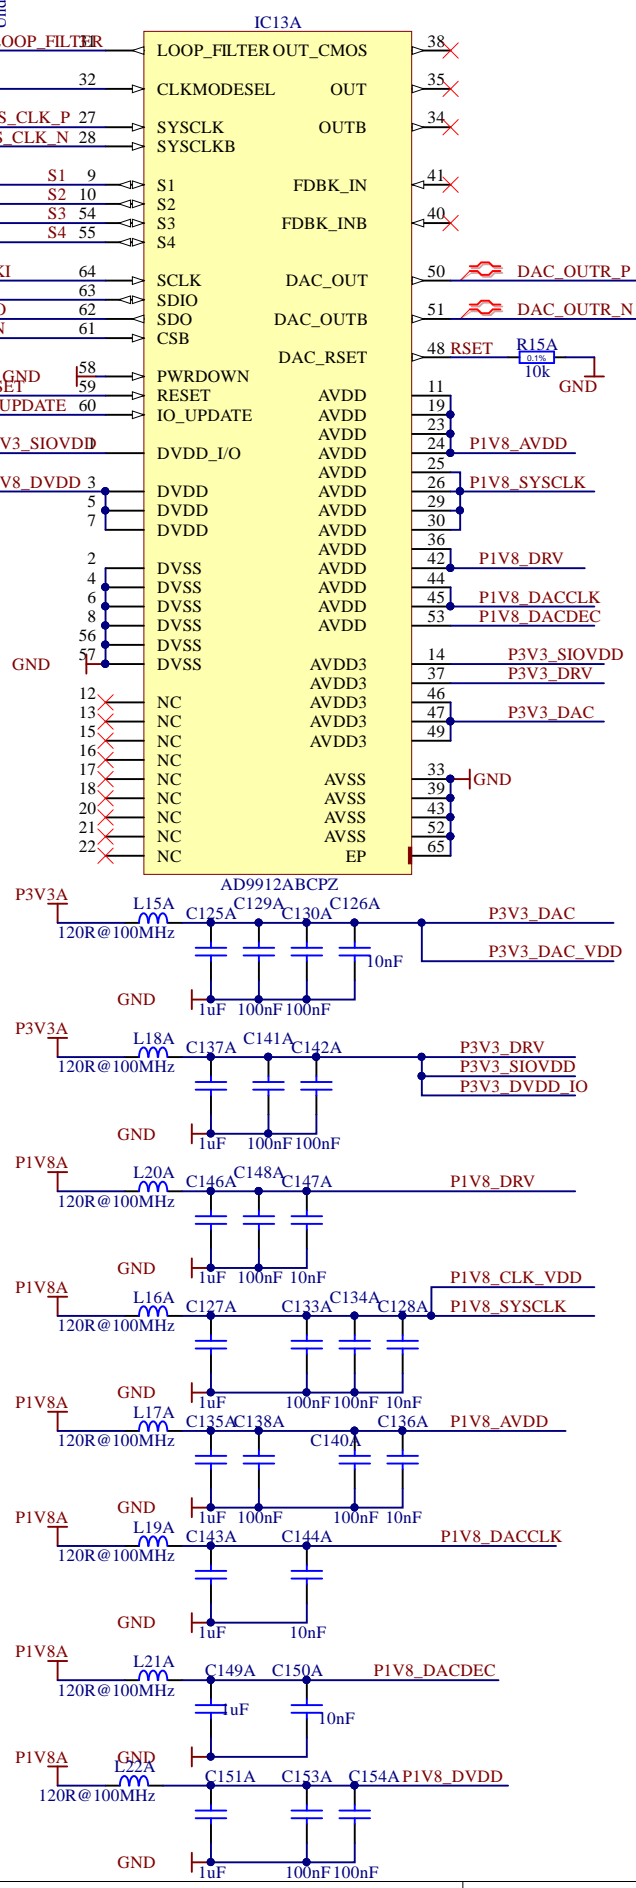 IC13A
LOOP_FILTER 31 LOOP_FILTER OUT_CMOS 38
32 CLKMODESEL OUT 35
S_CLK_P 27 SYSCLK OUTB 34
S_CLK_N 28 SYSCLKB
S1 9 S1 FDBK_IN 41
S2 10 S2
S3 54 S3 FDBK_INB 40
S4 55 S4
KI 64 SCLK DAC_OUT 50 DAC_OUTR_P
63 SDIO
O 62 SDO DAC_OUTB 51 DAC_OUTR_N
N 61 CSB
DAC_RSET 48 RSET R15A 0.1% 10k GND
GND 58 PWRDOWN
SET 59 RESET AVDD 11
UPDATE 60 IO_UPDATE AVDD 19
AVDD 23
V3_SIOVDD 1 DVDD_I/O AVDD 24 P1V8_AVDD
AVDD 25
V8_DVDD 3 DVDD AVDD 26 P1V8_SYSCLK
5 DVDD AVDD 29
7 DVDD AVDD 30
AVDD 36
2 DVSS AVDD 42 P1V8_DRV
4 DVSS AVDD 44
6 DVSS AVDD 45 P1V8_DACCLK
8 DVSS AVDD 53 P1V8_DACDEC
56 DVSS
GND 57 DVSS AVDD3 14 P3V3_SIOVDD
AVDD3 37 P3V3_DRV
12 NC AVDD3 46
13 NC AVDD3 47 P3V3_DAC
15 NC AVDD3 49
16 NC
17 NC AVSS 33 GND
18 NC AVSS 39
20 NC AVSS 43
21 NC AVSS 52
22 NC EP 65
AD9912ABCPZ
P3V3A L15A C125A C129A C130A C126A P3V3_DAC
120R@100MHz
P3V3_DAC_VDD
10nF
GND
1uF 100nF 100nF
P3V3A L18A C137A C141A C142A P3V3_DRV
120R@100MHz P3V3_SIOVDD
P3V3_DVDD_IO
GND
1uF 100nF 100nF
P1V8A L20A C146A C148A C147A P1V8_DRV
120R@100MHz
GND
1uF 100nF 10nF
P1V8_CLK_VDD
P1V8A L16A C127A C133A C134A C128A P1V8_SYSCLK
120R@100MHz
GND
1uF 100nF 100nF 10nF
P1V8A L17A C135A C138A C136A P1V8_AVDD
120R@100MHz C140A
GND
1uF 100nF 100nF 10nF
P1V8A L19A C143A C144A P1V8_DACCLK
120R@100MHz
GND
1uF 10nF
P1V8A L21A C149A C150A P1V8_DACDEC
120R@100MHz
1uF 10nF
GND
P1V8A L22A C151A C153A C154A P1V8_DVDD
120R@100MHz
GND
1uF 100nF 100nF